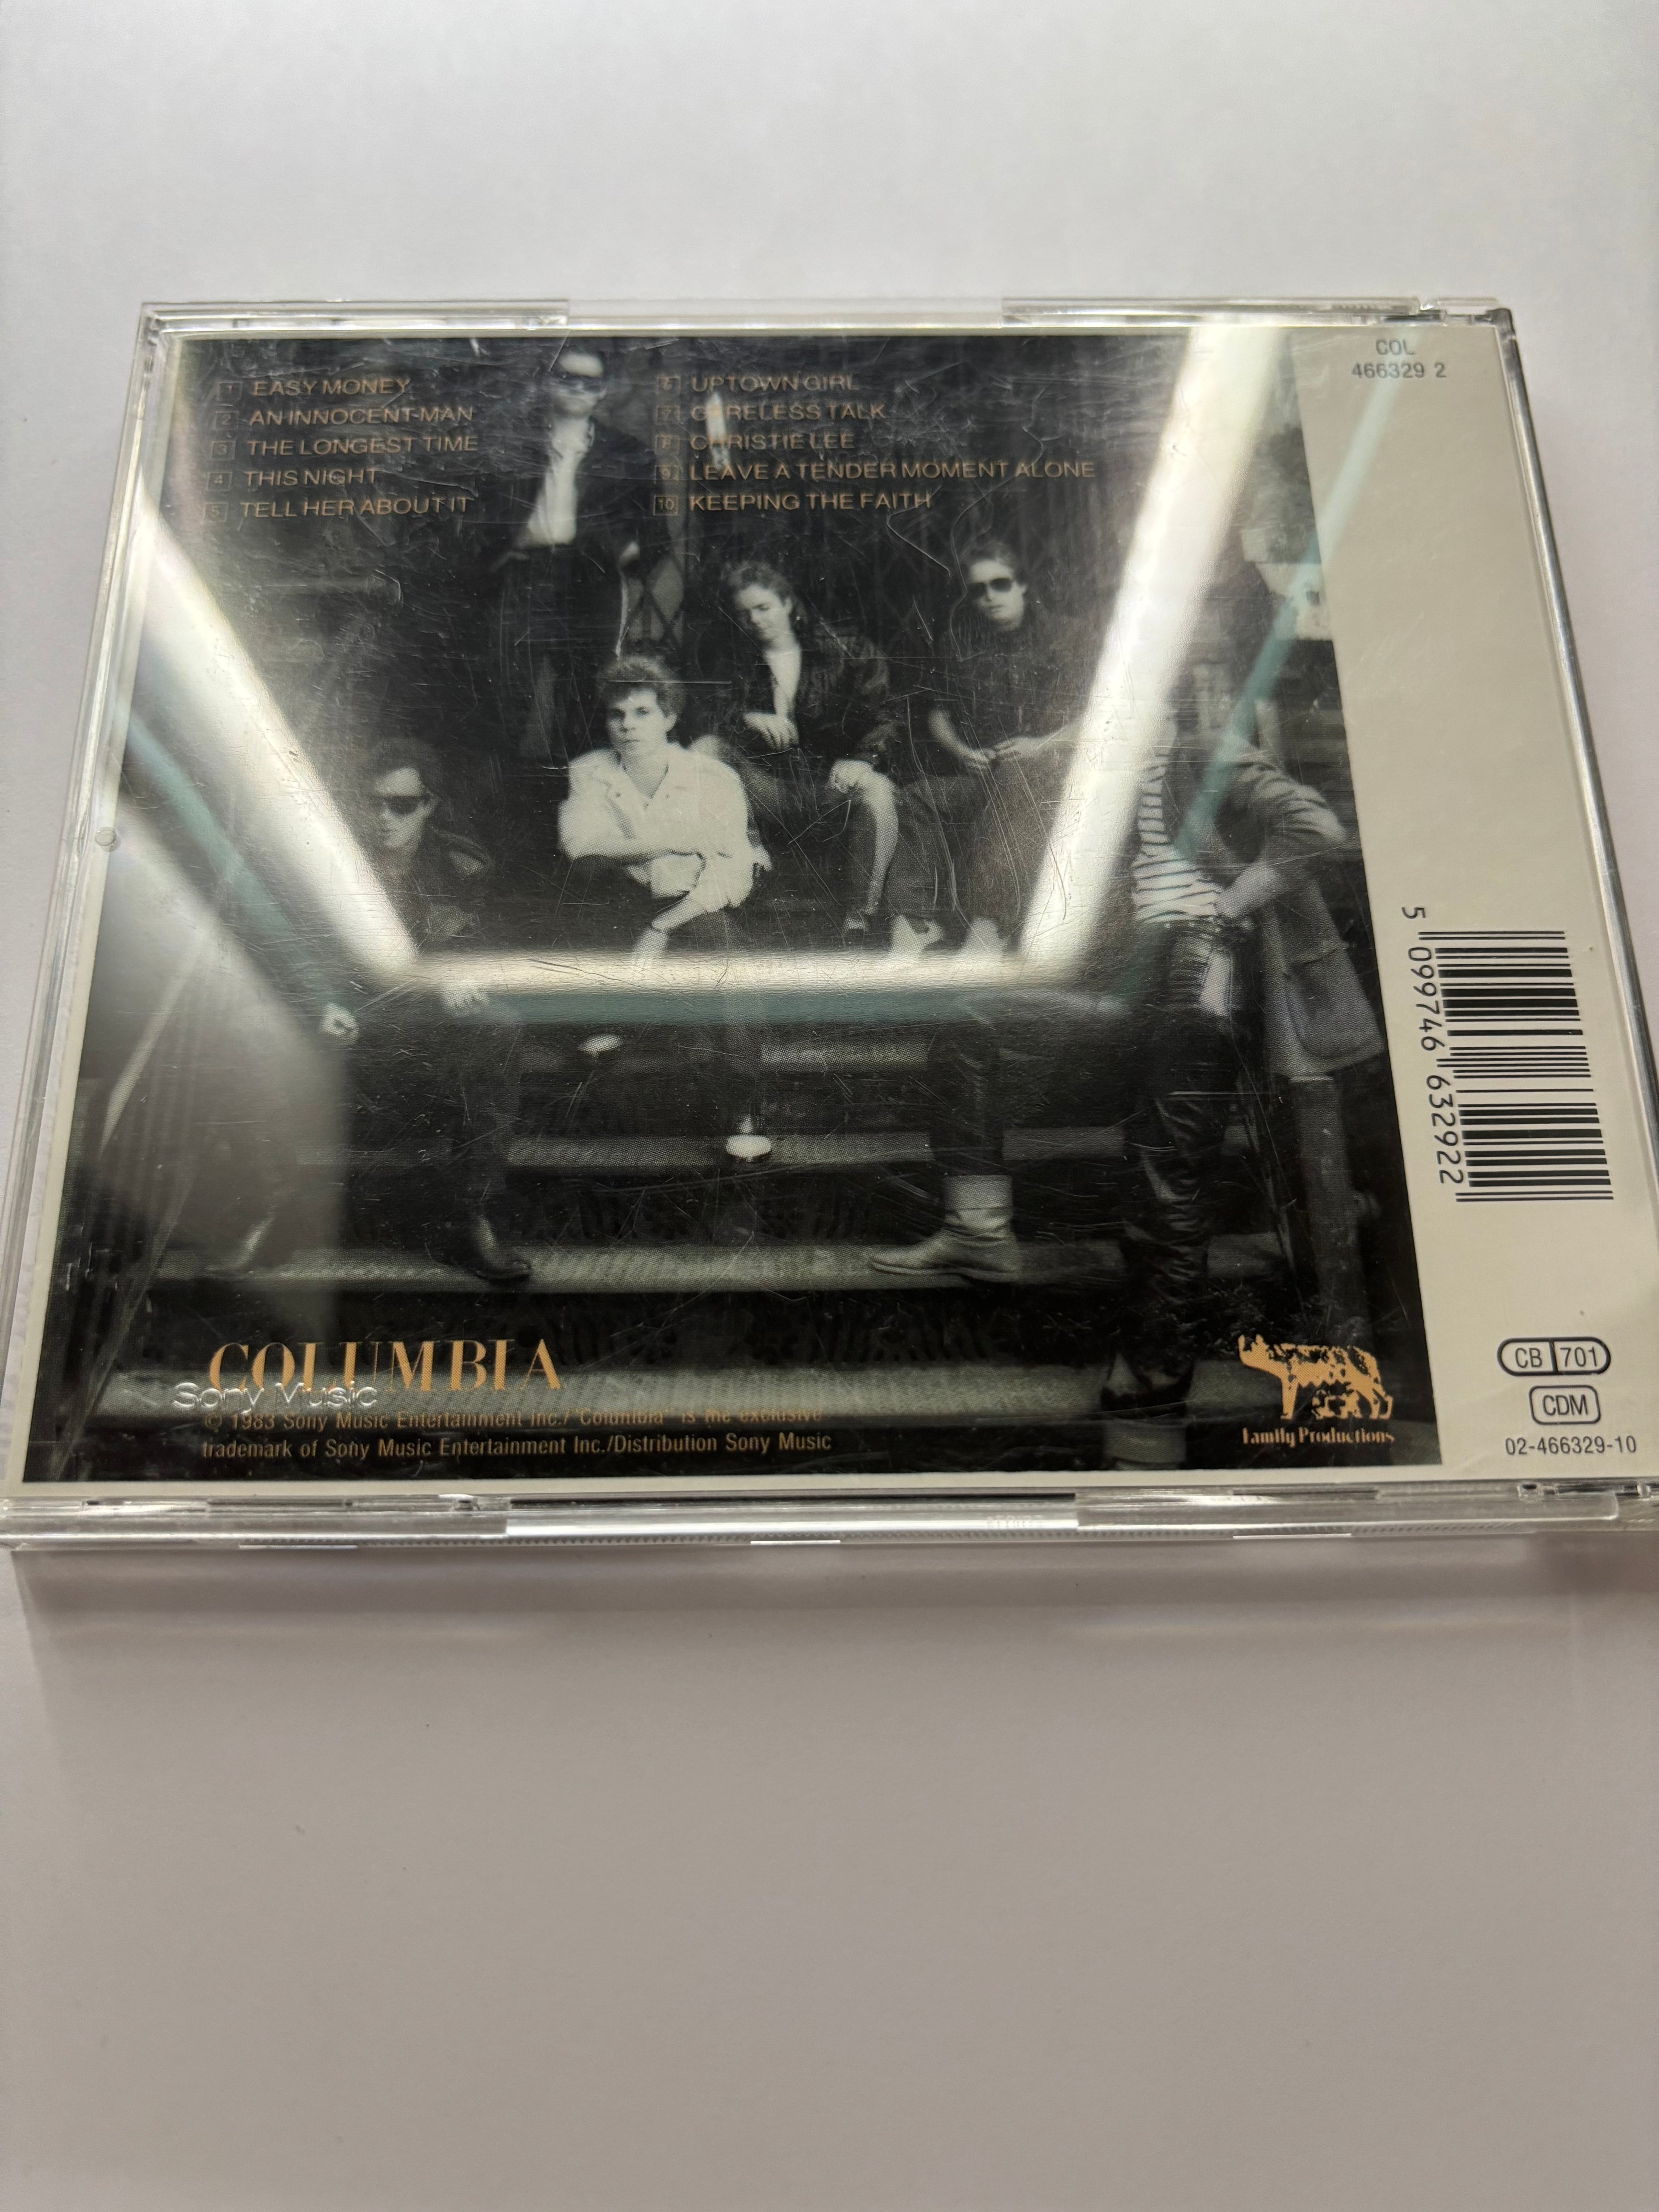 COL
466329 2
1 EASY MONEY
2 AN INNOCENT MAN
3 THE LONGEST TIME
4 THIS NIGHT
5 TELL HER ABOUT IT
6 UPTOWN GIRL
7 CARELESS TALK
8 CHRISTIE LEE
9 LEAVE A TENDER MOMENT ALONE
10 KEEPING THE FAITH
5 099746 632922
COLUMBIA
Sony Music
© 1983 Sony Music Entertainment Inc./"Columbia" is the exclusive
trademark of Sony Music Entertainment Inc./Distribution Sony Music
Family Productions
CB 701
CDM
02-466329-10